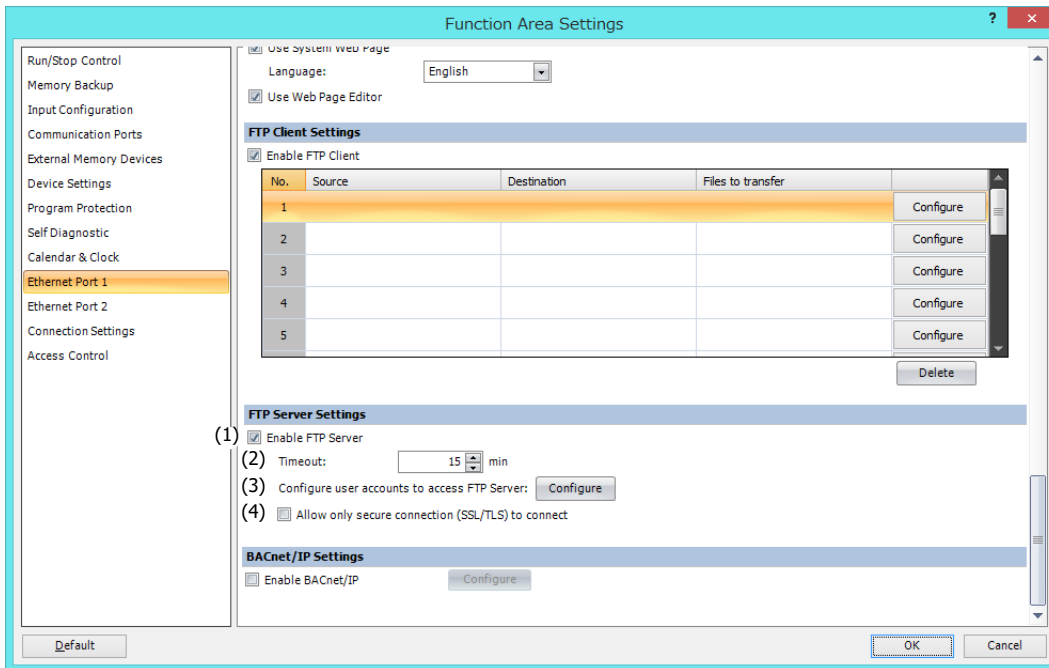 Function Area Settings
?
×
Run/Stop Control
Memory Backup
Input Configuration
Communication Ports
External Memory Devices
Device Settings
Program Protection
Self Diagnostic
Calendar & Clock
Ethernet Port 1
Ethernet Port 2
Connection Settings
Access Control
Use System Web Page
Language: English
Use Web Page Editor
FTP Client Settings
Enable FTP Client
No. Source Destination Files to transfer
1 Configure
2 Configure
3 Configure
4 Configure
5 Configure
Delete
FTP Server Settings
(1) Enable FTP Server
(2) Timeout: 15 min
(3) Configure user accounts to access FTP Server: Configure
(4) Allow only secure connection (SSL/TLS) to connect
BACnet/IP Settings
Enable BACnet/IP Configure
Default OK Cancel